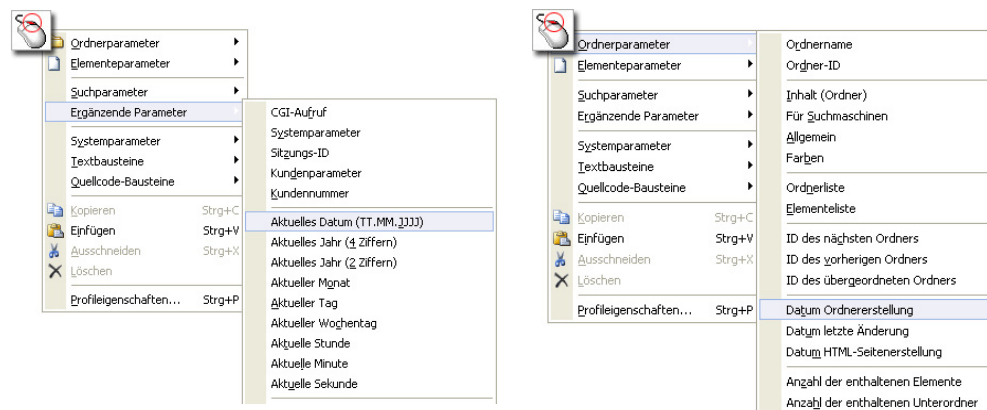 Ordnerparameter
Elementeparameter
Suchparameter
Ergänzende Parameter
Systemparameter
Textbausteine
Quellcode-Bausteine
Kopieren Strg+C
Einfügen Strg+V
Ausschneiden Strg+X
Löschen
Profileigenschaften... Strg+P
CGI-Aufruf
Systemparameter
Sitzungs-ID
Kundenparameter
Kundennummer
Aktuelles Datum (TT.MM.JJJJ)
Aktuelles Jahr (4 Ziffern)
Aktuelles Jahr (2 Ziffern)
Aktueller Monat
Aktueller Tag
Aktueller Wochentag
Aktuelle Stunde
Aktuelle Minute
Aktuelle Sekunde
Ordnerparameter
Elementeparameter
Suchparameter
Ergänzende Parameter
Systemparameter
Textbausteine
Quellcode-Bausteine
Kopieren Strg+C
Einfügen Strg+V
Ausschneiden Strg+X
Löschen
Profileigenschaften... Strg+P
Ordnername
Ordner-ID
Inhalt (Ordner)
Für Suchmaschinen
Allgemein
Farben
Ordnerliste
Elementeliste
ID des nächsten Ordners
ID des vorherigen Ordners
ID des übergeordneten Ordners
Datum Ordnererstellung
Datum letzte Änderung
Datum HTML-Seitenerstellung
Anzahl der enthaltenen Elemente
Anzahl der enthaltenen Unterordner